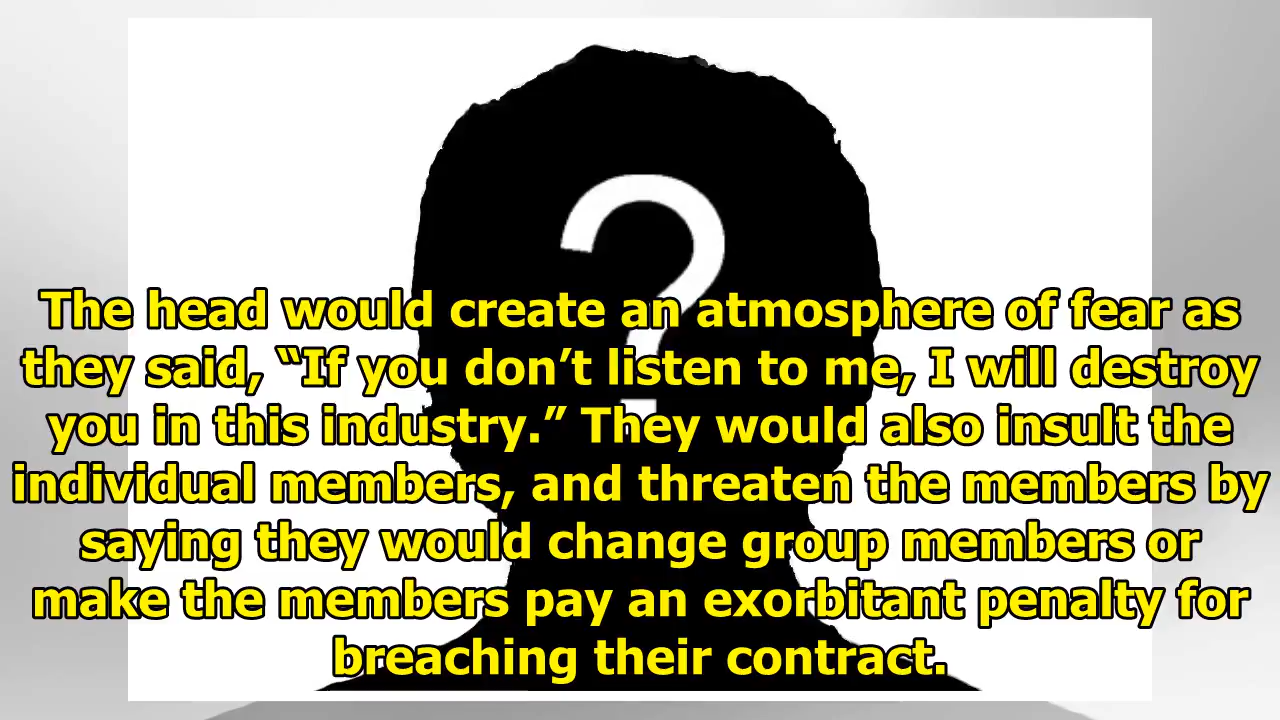 The head would create an atmosphere of fear as
they said, “If you don’t listen to me, I will destroy
you in this industry.” They would also insult the
individual members, and threaten the members by
saying they would change group members or
make the members pay an exorbitant penalty for
breaching their contract.
?